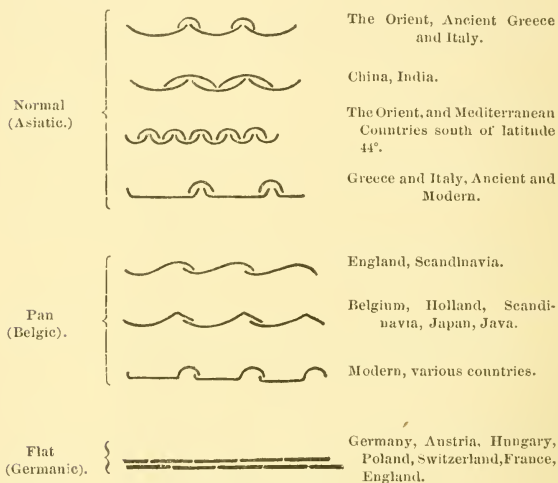 The Orient, Ancient Greece
and Italy.
China, India.
Normal
(Asiatic.)
The Orient, and Mediterranean
Countries south of latitude
44°.
Greece and Italy, Ancient and
Modern.
England, Scandinavia.
Pan
(Belgic).
Belgium, Holland, Scandi-
navia, Japan, Java.
Modern, various countries.
Flat
(Germanic).
Germany, Austria, Hungary,
Poland, Switzerland, France,
England.